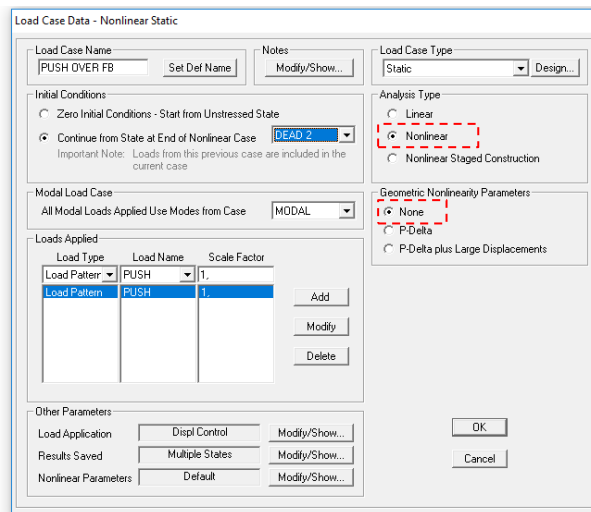 Load Case Data - Nonlinear Static
Load Case Name
PUSH OVER FB
Set Def Name
Notes
Modify/Show...
Load Case Type
Static
Design...
Initial Conditions
Zero Initial Conditions - Start from Unstressed State
Continue from State at End of Nonlinear Case
DEAD 2
Important Note: Loads from this previous case are included in the
current case
Analysis Type
Linear
Nonlinear
Nonlinear Staged Construction
Modal Load Case
All Modal Loads Applied Use Modes from Case
MODAL
Geometric Nonlinearity Parameters
None
P-Delta
P-Delta plus Large Displacements
Loads Applied
Load Type Load Name Scale Factor
Load Pattern PUSH 1,
Load Pattern PUSH 1,
Add
Modify
Delete
Other Parameters
Load Application Displ Control Modify/Show...
Results Saved Multiple States Modify/Show...
Nonlinear Parameters Default Modify/Show...
OK
Cancel